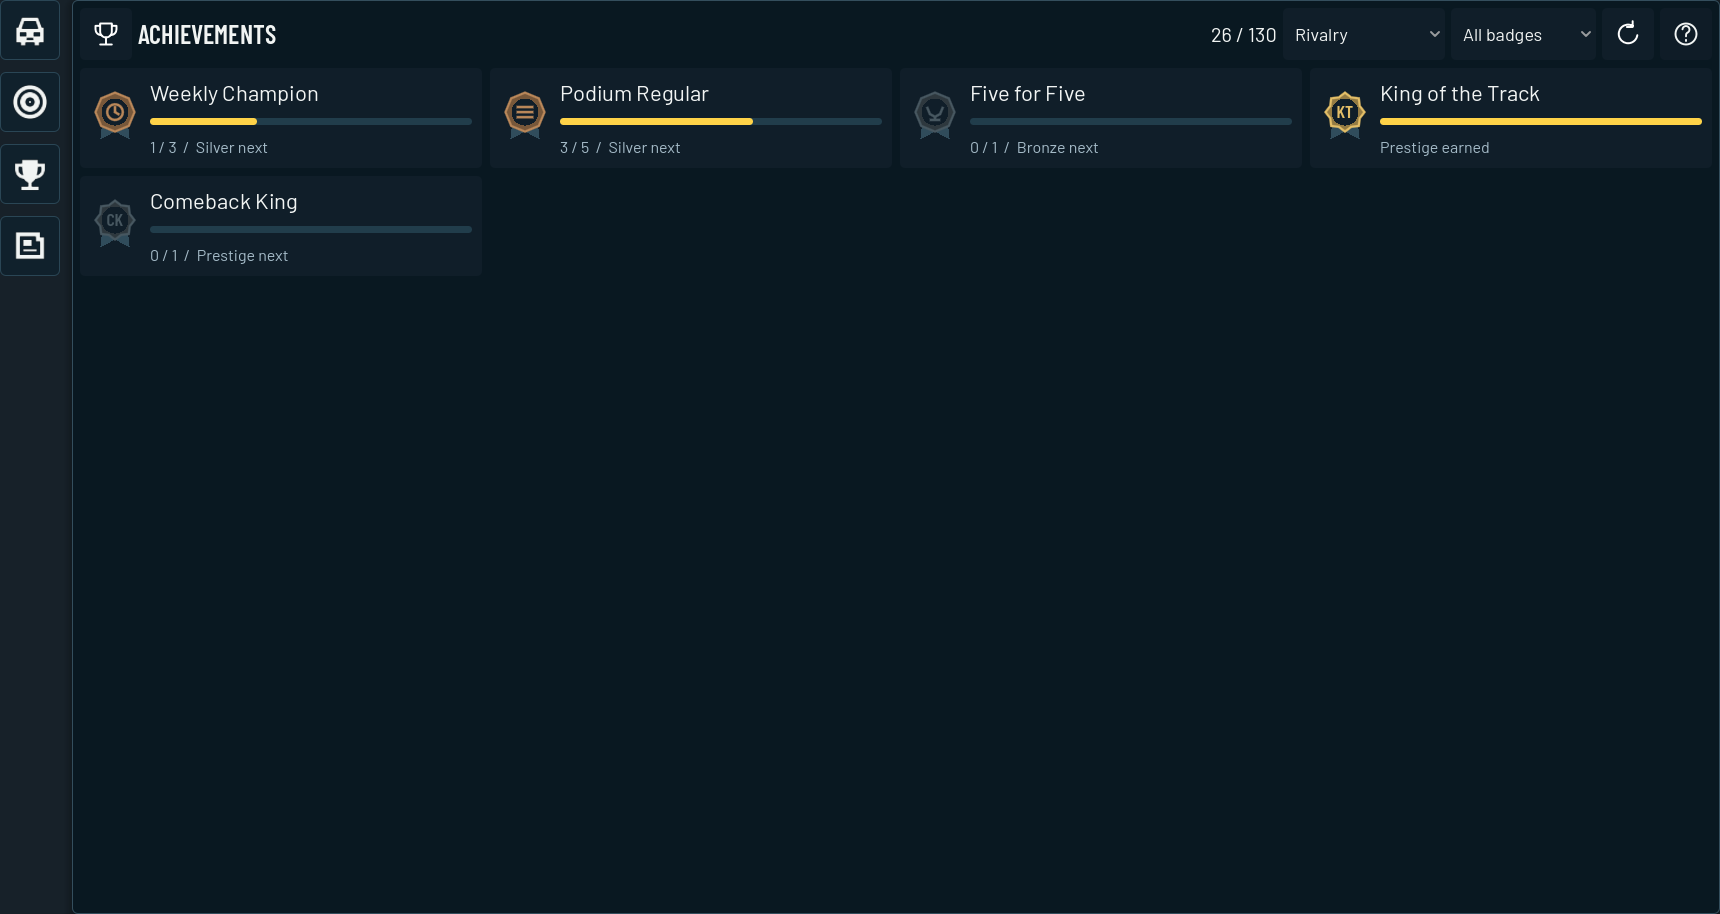 ACHIEVEMENTS
26 / 130
Rivalry
All badges
Weekly Champion
1 / 3 / Silver next
Podium Regular
3 / 5 / Silver next
Five for Five
0 / 1 / Bronze next
KT
King of the Track
Prestige earned
CK
Comeback King
0 / 1 / Prestige next